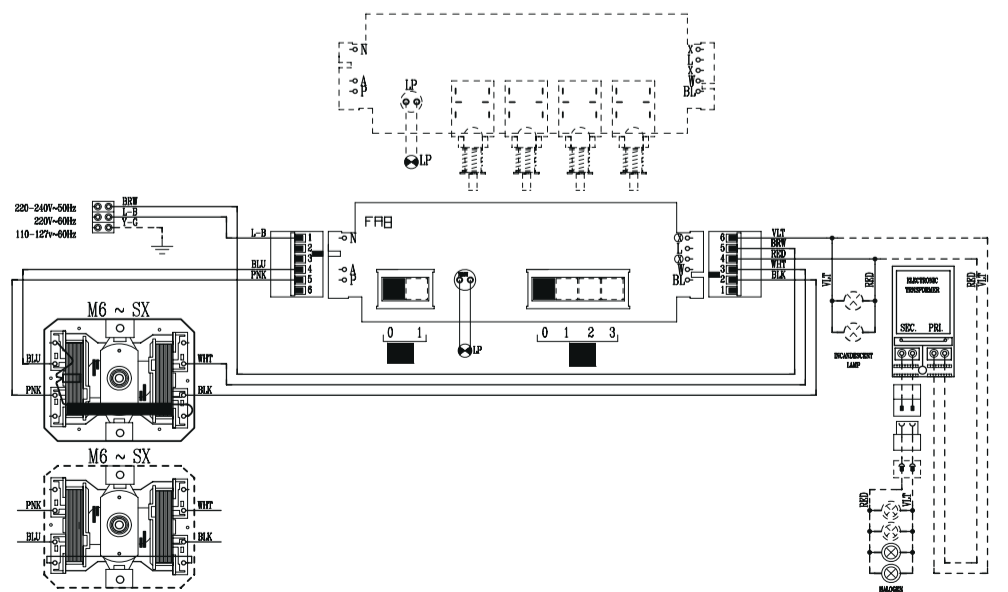 N
A
P
LP
LP
X
L
X
W
BL
220-240V~50Hz
220V~60Hz
110-127v~60Hz
BRW
L-B
Y-G
L-B
BLU
PNK
1
2
3
4
5
6
N
A
P
FAB
0 1
LP
0 1 2 3
L
W
BL
6
5
4
3
2
1
VLT
BRW
RED
WHT
BLK
VLT
RED
INCANDESCENT
LAMP
RED
VLT
ELECTRONIC
TRANSFORMER
SEC. PRI.
M6 ~ SX
BLU
PNK
WHT
BLK
M6 ~ SX
PNK
BLU
WHT
BLK
RED
VLT
HALOGEN